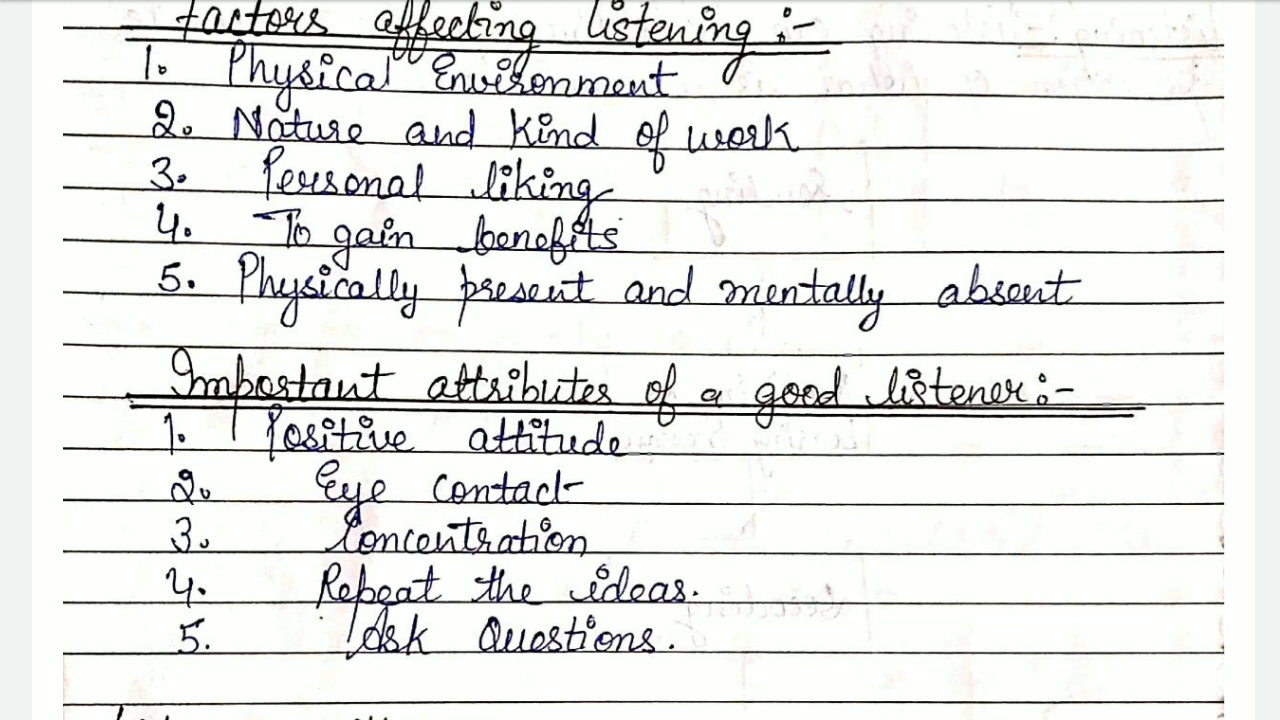 Factors affecting listening :-
1. Physical Environment
2. Nature and kind of work
3. Personal liking
4. To gain benefits
5. Physically present and mentally absent
Important attributes of a good listener :-
1. Positive attitude
2. Eye contact
3. Concentration
4. Repeat the ideas.
5. Ask Questions.